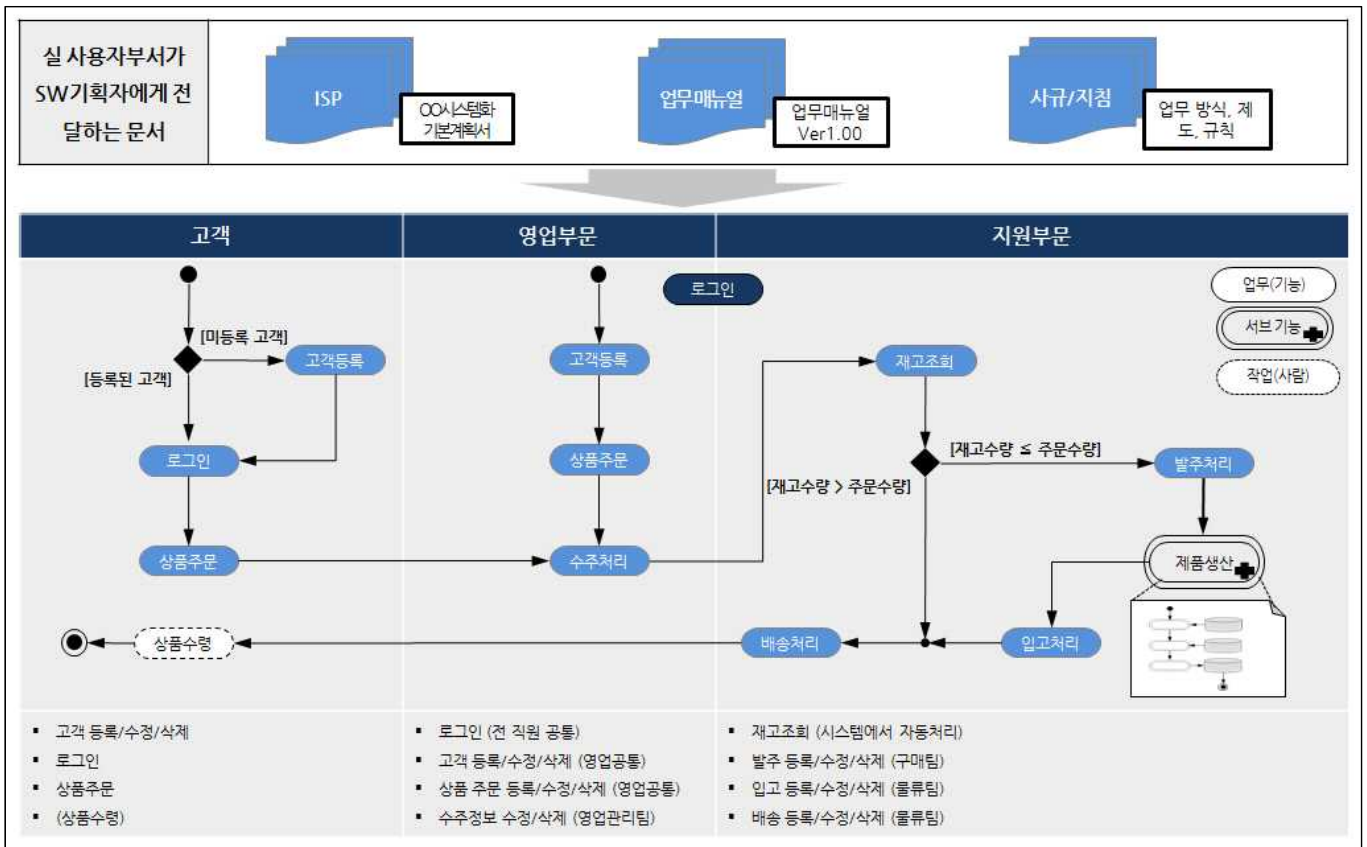 실 사용자부서가
SW기획자에게 전
달하는 문서
ISP
OO시스템화
기본계획서
업무매뉴얼
업무매뉴얼
Ver1.00
사규/지침
업무 방식, 제
도, 규칙
고객
영업부문
지원부문
로그인
업무(기능)
서브 기능
작업(사람)
[미등록 고객]
고객등록
[등록된 고객]
로그인
상품주문
고객등록
상품주문
수주처리
재고조회
[재고수량 ≦ 주문수량]
발주처리
[재고수량 > 주문수량]
제품생산
상품수령
배송처리
입고처리
▪ 고객 등록/수정/삭제
▪ 로그인
▪ 상품주문
▪ (상품수령)
▪ 로그인 (전 직원 공통)
▪ 고객 등록/수정/삭제 (영업공통)
▪ 상품 주문 등록/수정/삭제 (영업공통)
▪ 수주정보 수정/삭제 (영업관리팀)
▪ 재고조회 (시스템에서 자동처리)
▪ 발주 등록/수정/삭제 (구매팀)
▪ 입고 등록/수정/삭제 (물류팀)
▪ 배송 등록/수정/삭제 (물류팀)